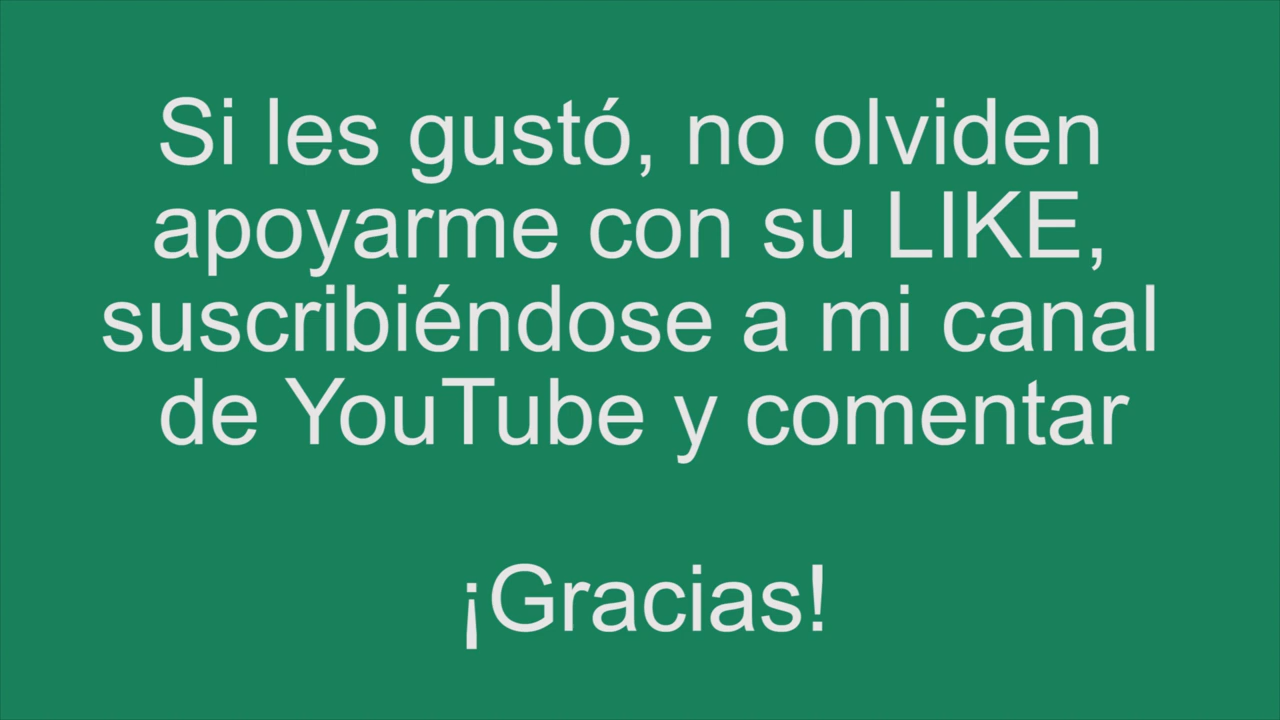 Si les gustó, no olviden
apoyarme con su LIKE,
suscribiéndose a mi canal
de YouTube y comentar
¡Gracias!